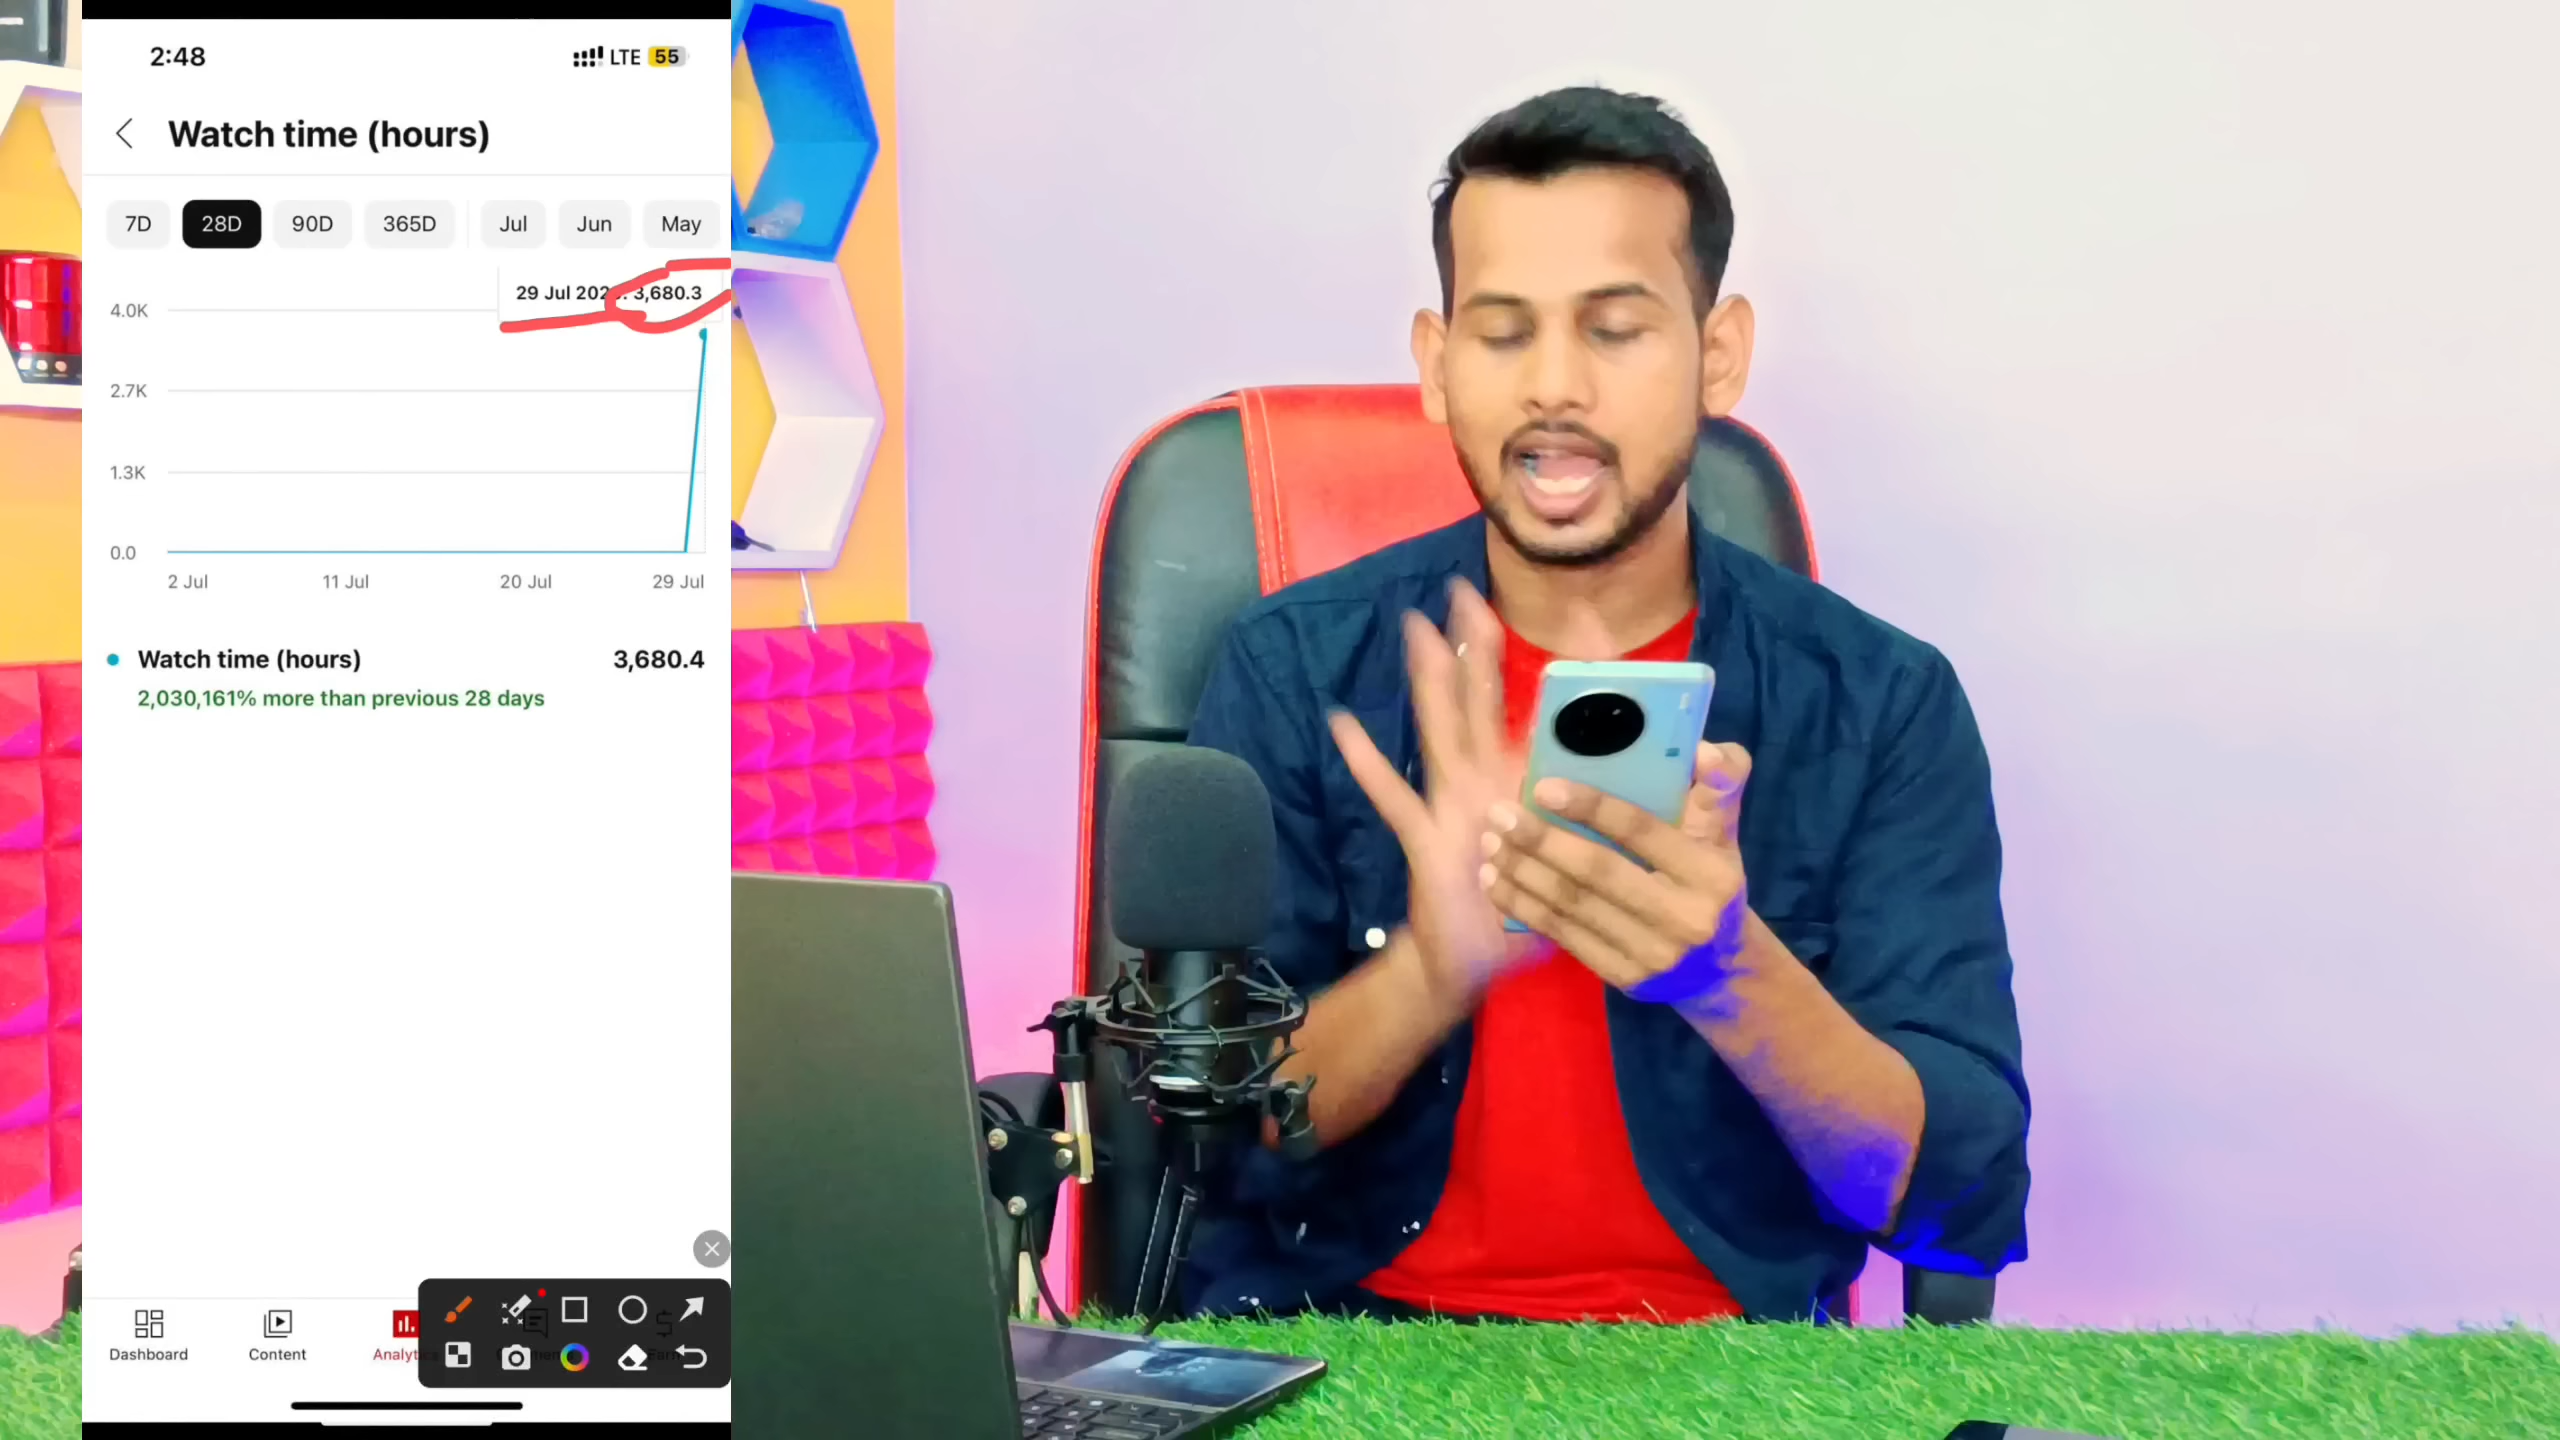 2:48 LTE 55
Watch time (hours)
7D 28D 90D 365D Jul Jun May
29 Jul 3,680.3
4.0K
2.7K
1.3K
0.0
2 Jul 11 Jul 20 Jul 29 Jul
Watch time (hours) 3,680.4
2,030,161% more than previous 28 days
Dashboard Content